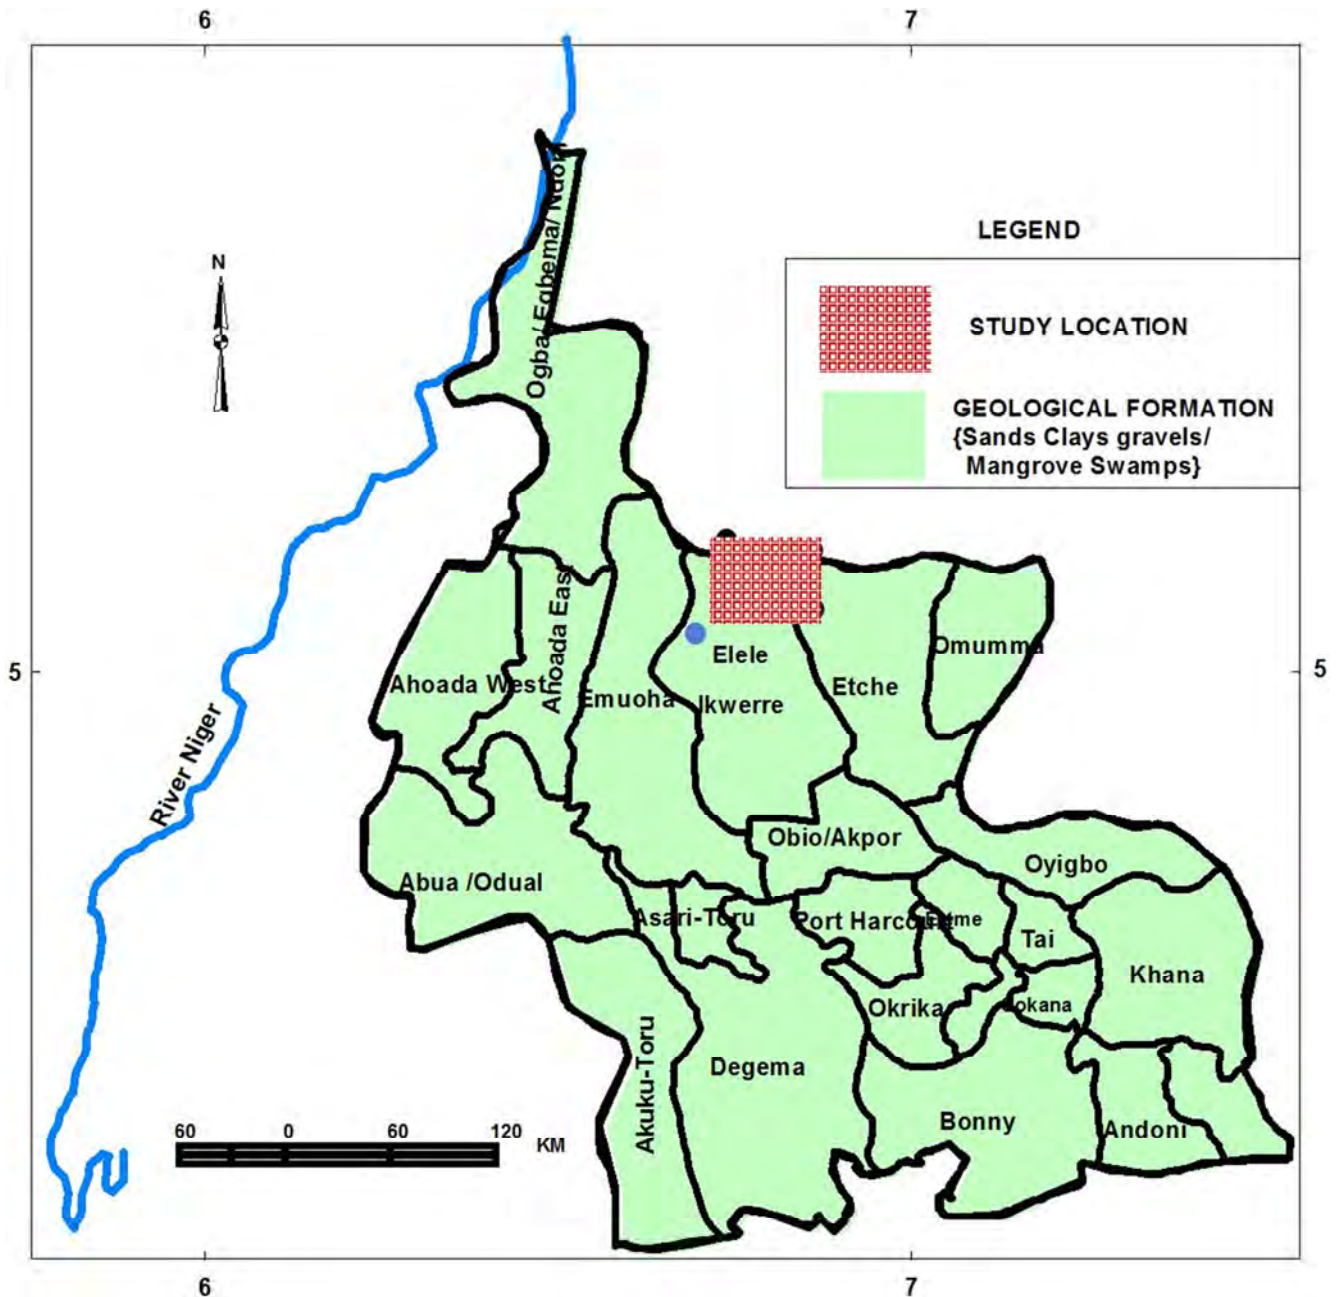 6 7
N
LEGEND
STUDY LOCATION
GEOLOGICAL FORMATION
{Sands Clays gravels/
Mangrove Swamps}
Ogba/ Egbema/ Ndoni
5 5
Ahoada East
Omumma
Elele
Ahoada West
Emuoha
Ikwerre
Etche
River Niger
Obio/Akpor
Oyigbo
Abua /Odual
Asari-Toru
Port Harcourt
Tai
Khana
Okrika
Degema
Akuku-Toru
Bonny
Andoni
60 0 60 120 KM
6 7